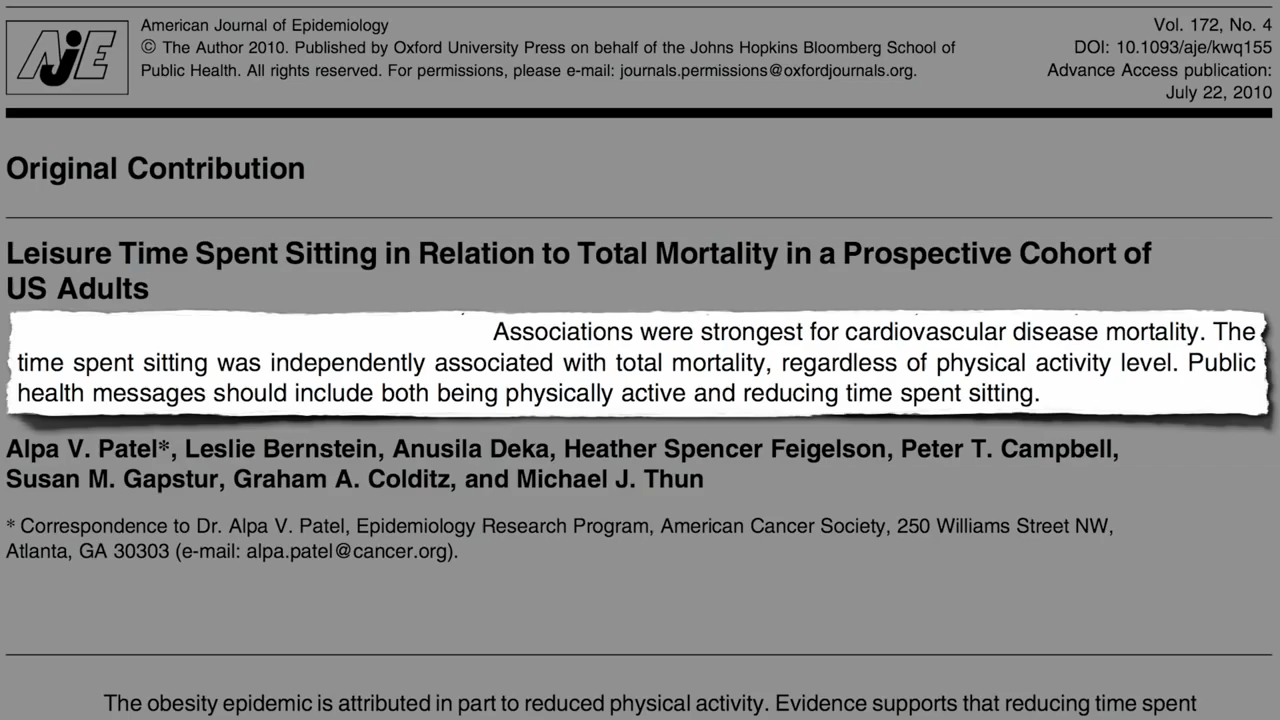 AJE
American Journal of Epidemiology
© The Author 2010. Published by Oxford University Press on behalf of the Johns Hopkins Bloomberg School of
Public Health. All rights reserved. For permissions, please e-mail: journals.permissions@oxfordjournals.org.
Vol. 172, No. 4
DOI: 10.1093/aje/kwq155
Advance Access publication:
July 22, 2010
Original Contribution
Leisure Time Spent Sitting in Relation to Total Mortality in a Prospective Cohort of
US Adults
Associations were strongest for cardiovascular disease mortality. The
time spent sitting was independently associated with total mortality, regardless of physical activity level. Public
health messages should include both being physically active and reducing time spent sitting.
Alpa V. Patel*, Leslie Bernstein, Anusila Deka, Heather Spencer Feigelson, Peter T. Campbell,
Susan M. Gapstur, Graham A. Colditz, and Michael J. Thun
* Correspondence to Dr. Alpa V. Patel, Epidemiology Research Program, American Cancer Society, 250 Williams Street NW,
Atlanta, GA 30303 (e-mail: alpa.patel@cancer.org).
The obesity epidemic is attributed in part to reduced physical activity. Evidence supports that reducing time spent